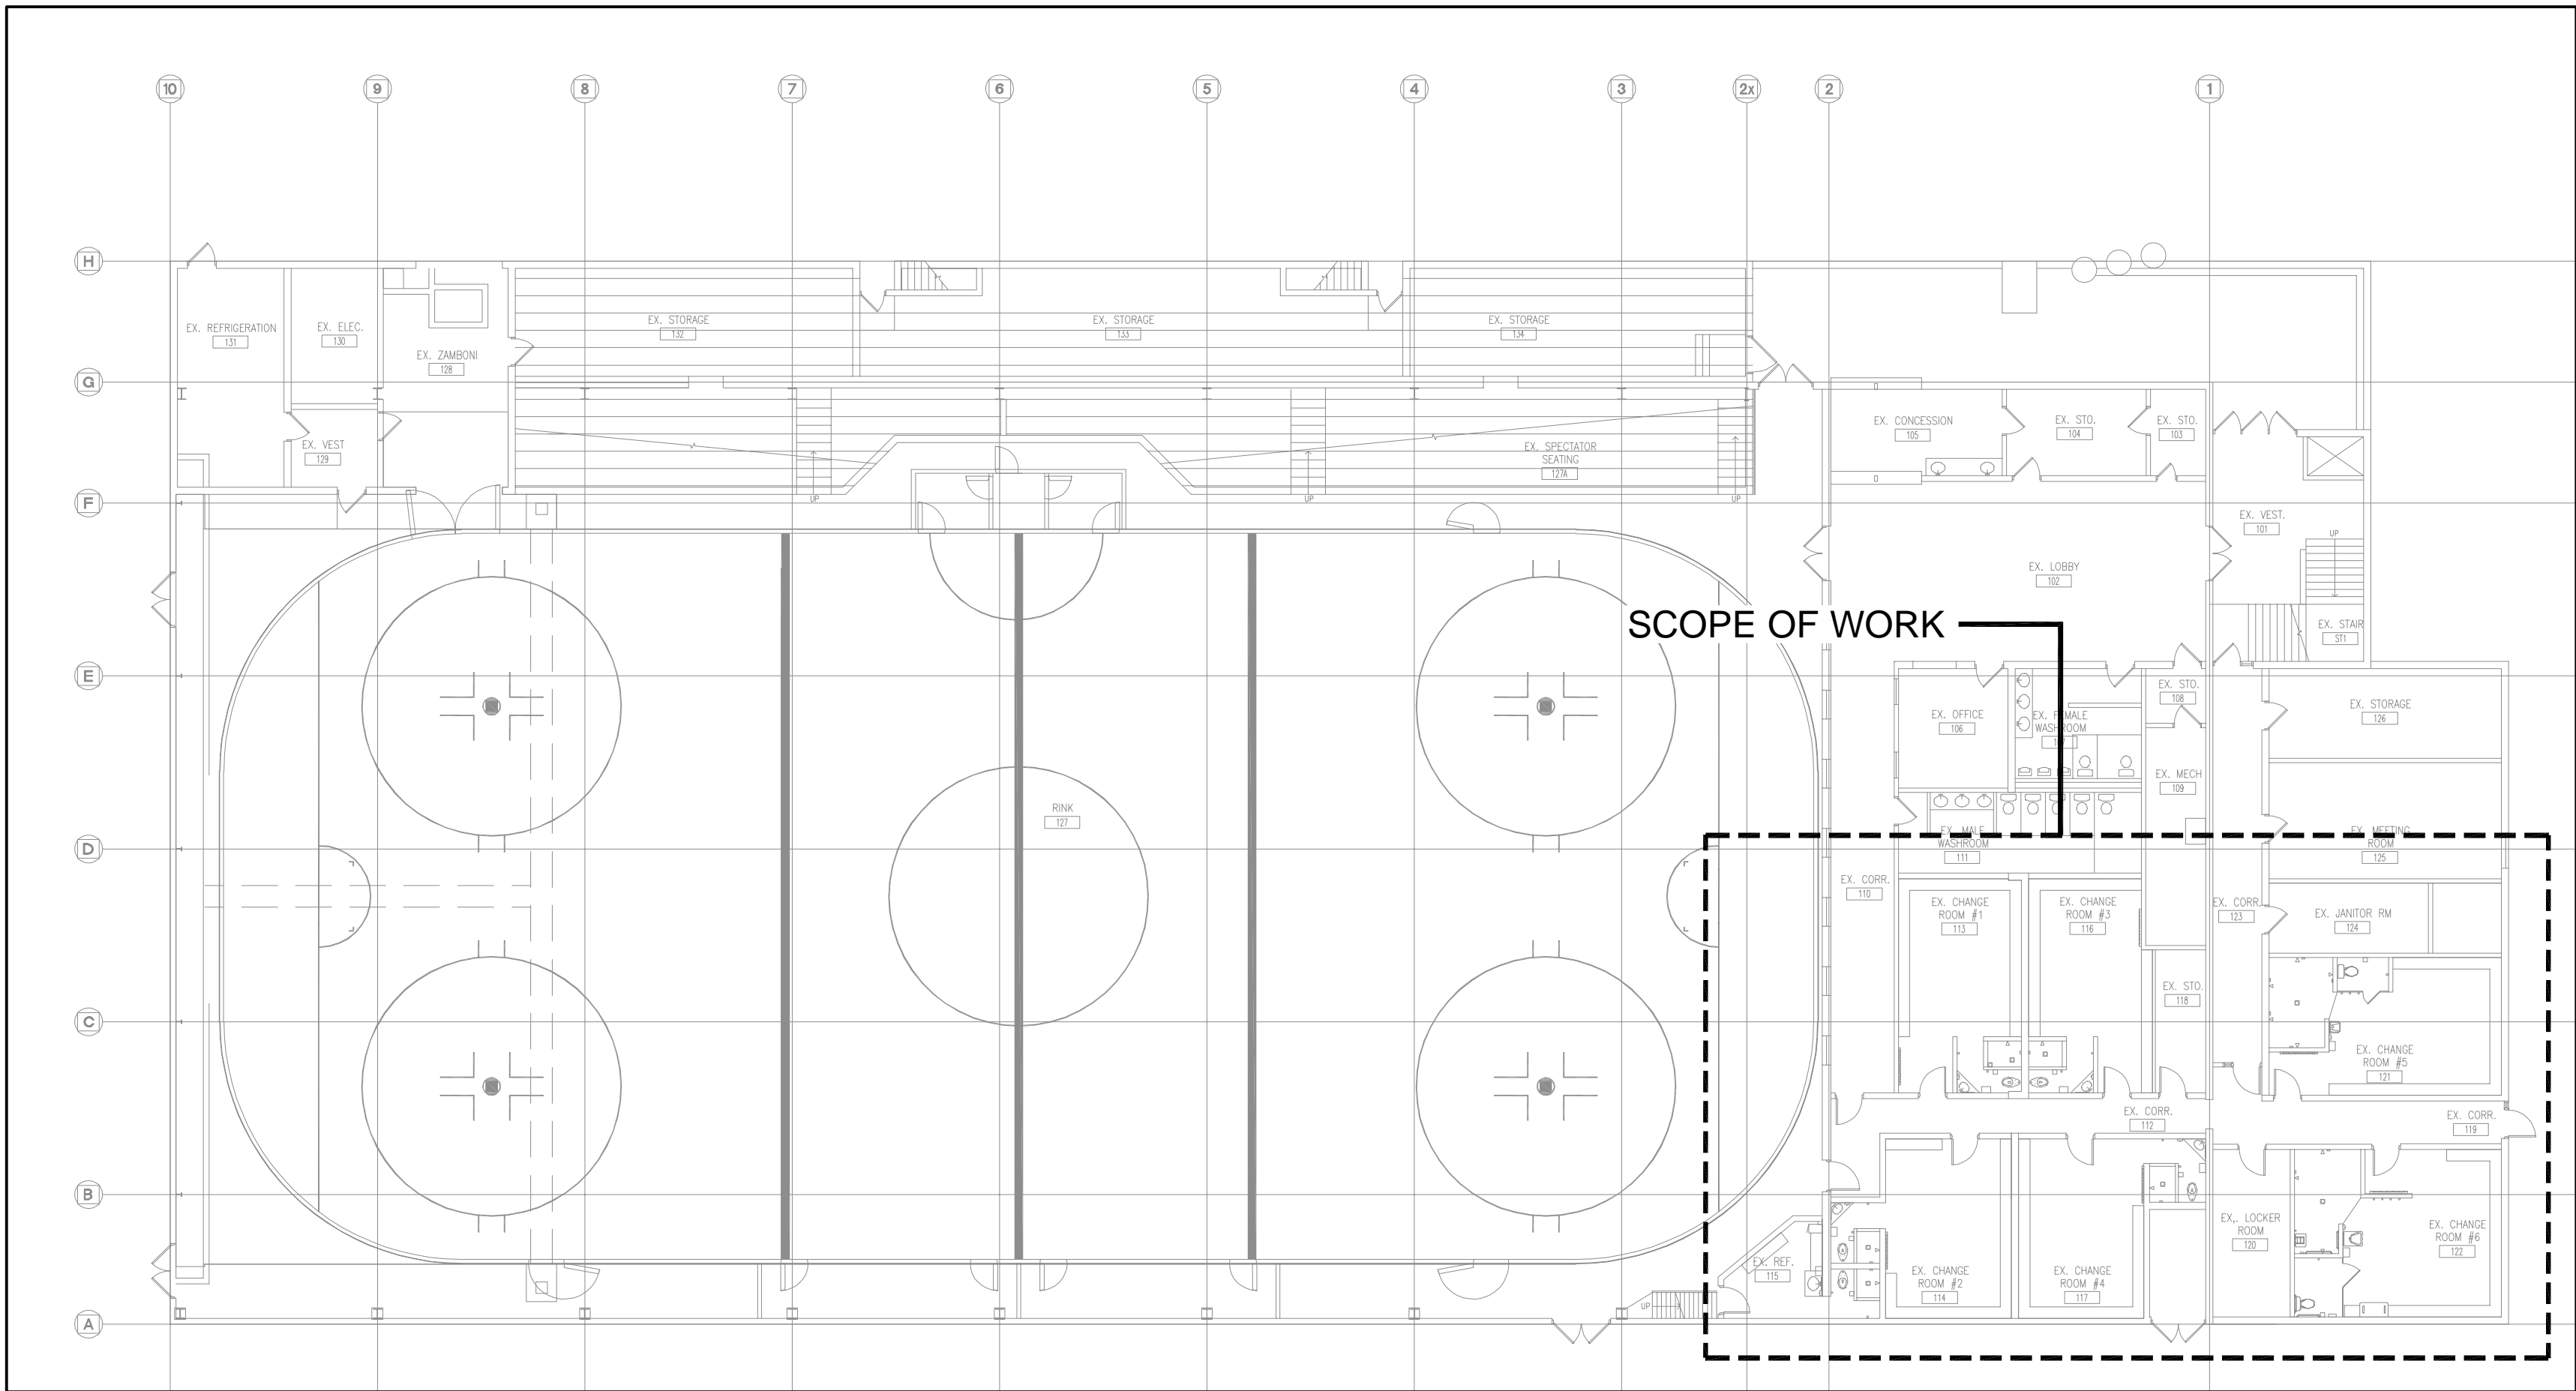 10
9
8
7
6
5
4
3
2x
2
1
H
G
F
E
D
C
B
A
EX. REFRIGERATION
131
EX. ELEC.
130
EX. ZAMBONI
128
EX. VEST
129
EX. STORAGE
132
EX. STORAGE
133
EX. STORAGE
134
EX. SPECTATOR
SEATING
127A
UP
UP
UP
EX. CONCESSION
105
EX. STO.
104
EX. STO.
103
EX. VEST.
101
UP
EX. LOBBY
102
EX. STAIR
ST1
SCOPE OF WORK
EX. OFFICE
106
EX. FEMALE
WASHROOM
EX. STO.
108
EX. MECH
109
EX. STORAGE
126
RINK
127
EX. MALE
WASHROOM
111
EX. MEETING
ROOM
125
EX. CORR.
110
EX. CHANGE
ROOM #1
113
EX. CHANGE
ROOM #3
116
EX. CORR.
123
EX. JANITOR RM
124
EX. STO.
118
EX. CHANGE
ROOM #5
121
EX. CORR.
112
EX. CORR.
119
EX. REF.
115
UP
EX. CHANGE
ROOM #2
114
EX. CHANGE
ROOM #4
117
EX,. LOCKER
ROOM
120
EX. CHANGE
ROOM #6
122